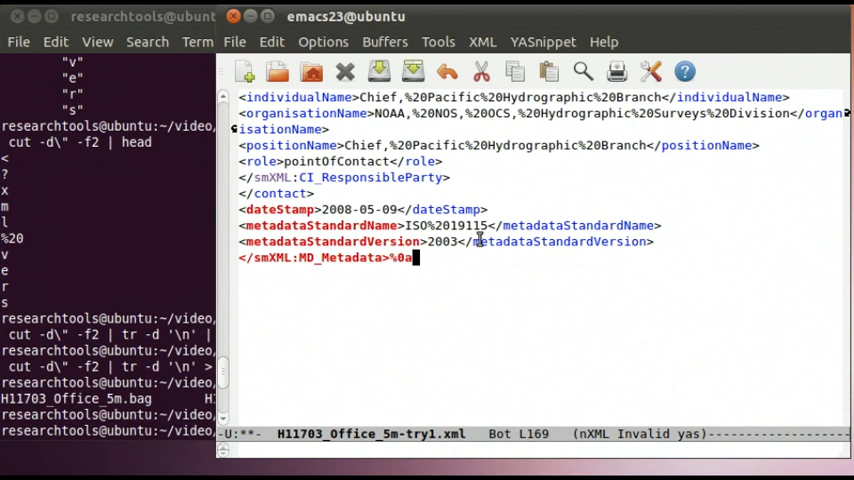 researchtools@ubunt
emacs23@ubuntu
File Edit View Search Term
File Edit Options Buffers Tools XML YASnippet Help
"v"
"e"
"r"
"s"
researchtools@ubuntu:~/video/
cut -d\" -f2 | head
<
?
x
m
l
%20
v
e
r
s
researchtools@ubuntu:~/video/
cut -d\" -f2 | tr -d '\n' |
researchtools@ubuntu:~/video/
cut -d\" -f2 | tr -d '\n' >
researchtools@ubuntu:~/video/
H11703_Office_5m.bag H1
researchtools@ubuntu:~/video/
researchtools@ubuntu:~/video/
<individualName>Chief,%20Pacific%20Hydrographic%20Branch</individualName>
<organisationName>NOAA,%20NOS,%20OCS,%20Hydrographic%20Surveys%20Division</organ
isationName>
<positionName>Chief,%20Pacific%20Hydrographic%20Branch</positionName>
<role>pointOfContact</role>
</smXML:CI_ResponsibleParty>
</contact>
<dateStamp>2008-05-09</dateStamp>
<metadataStandardName>ISO%2019115</metadataStandardName>
<metadataStandardVersion>2003</metadataStandardVersion>
</smXML:MD_Metadata>%0a
-U:**- H11703_Office_5m-try1.xml Bot L169 (nXML Invalid yas)--------------------